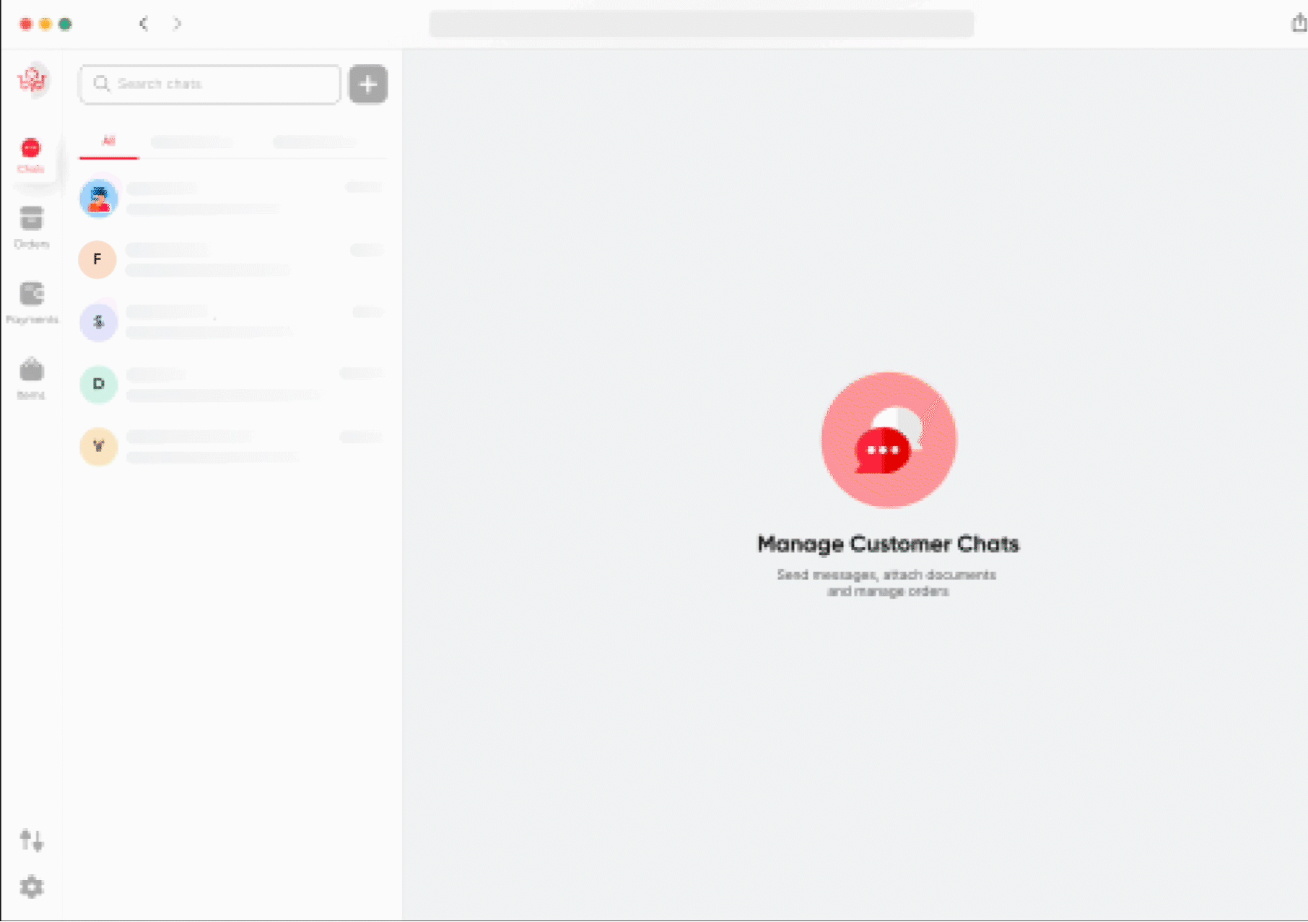 Search chats
All
Chats
Orders
F
Payments
$
D
Items
Y
Manage Customer Chats
Send messages, attach documents
and manage orders